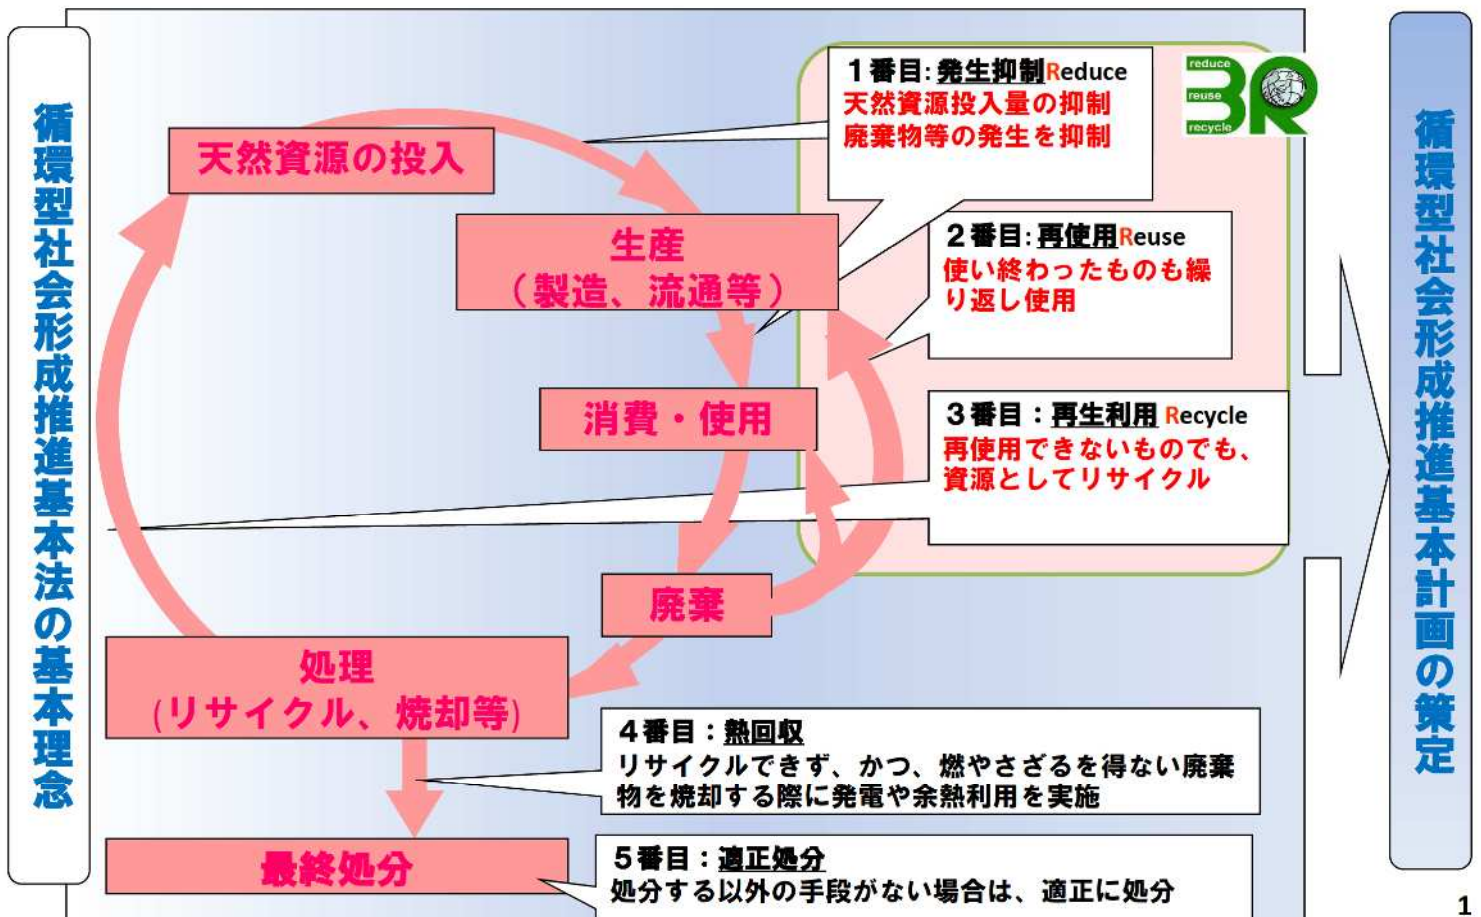 循環型社会形成推進基本法の基本理念
天然資源の投入
生産
（製造、流通等）
消費・使用
廃棄
処理
(リサイクル、焼却等)
最終処分
1番目:発生抑制Reduce
天然資源投入量の抑制
廃棄物等の発生を抑制
reduce
reuse
recycle
3R
2番目:再使用Reuse
使い終わったものも繰
り返し使用
3番目：再生利用 Recycle
再使用できないものでも、
資源としてリサイクル
4番目：熱回収
リサイクルできず、かつ、燃やさざるを得ない廃棄
物を焼却する際に発電や余熱利用を実施
5番目：適正処分
処分する以外の手段がない場合は、適正に処分
循環型社会形成推進基本計画の策定
1